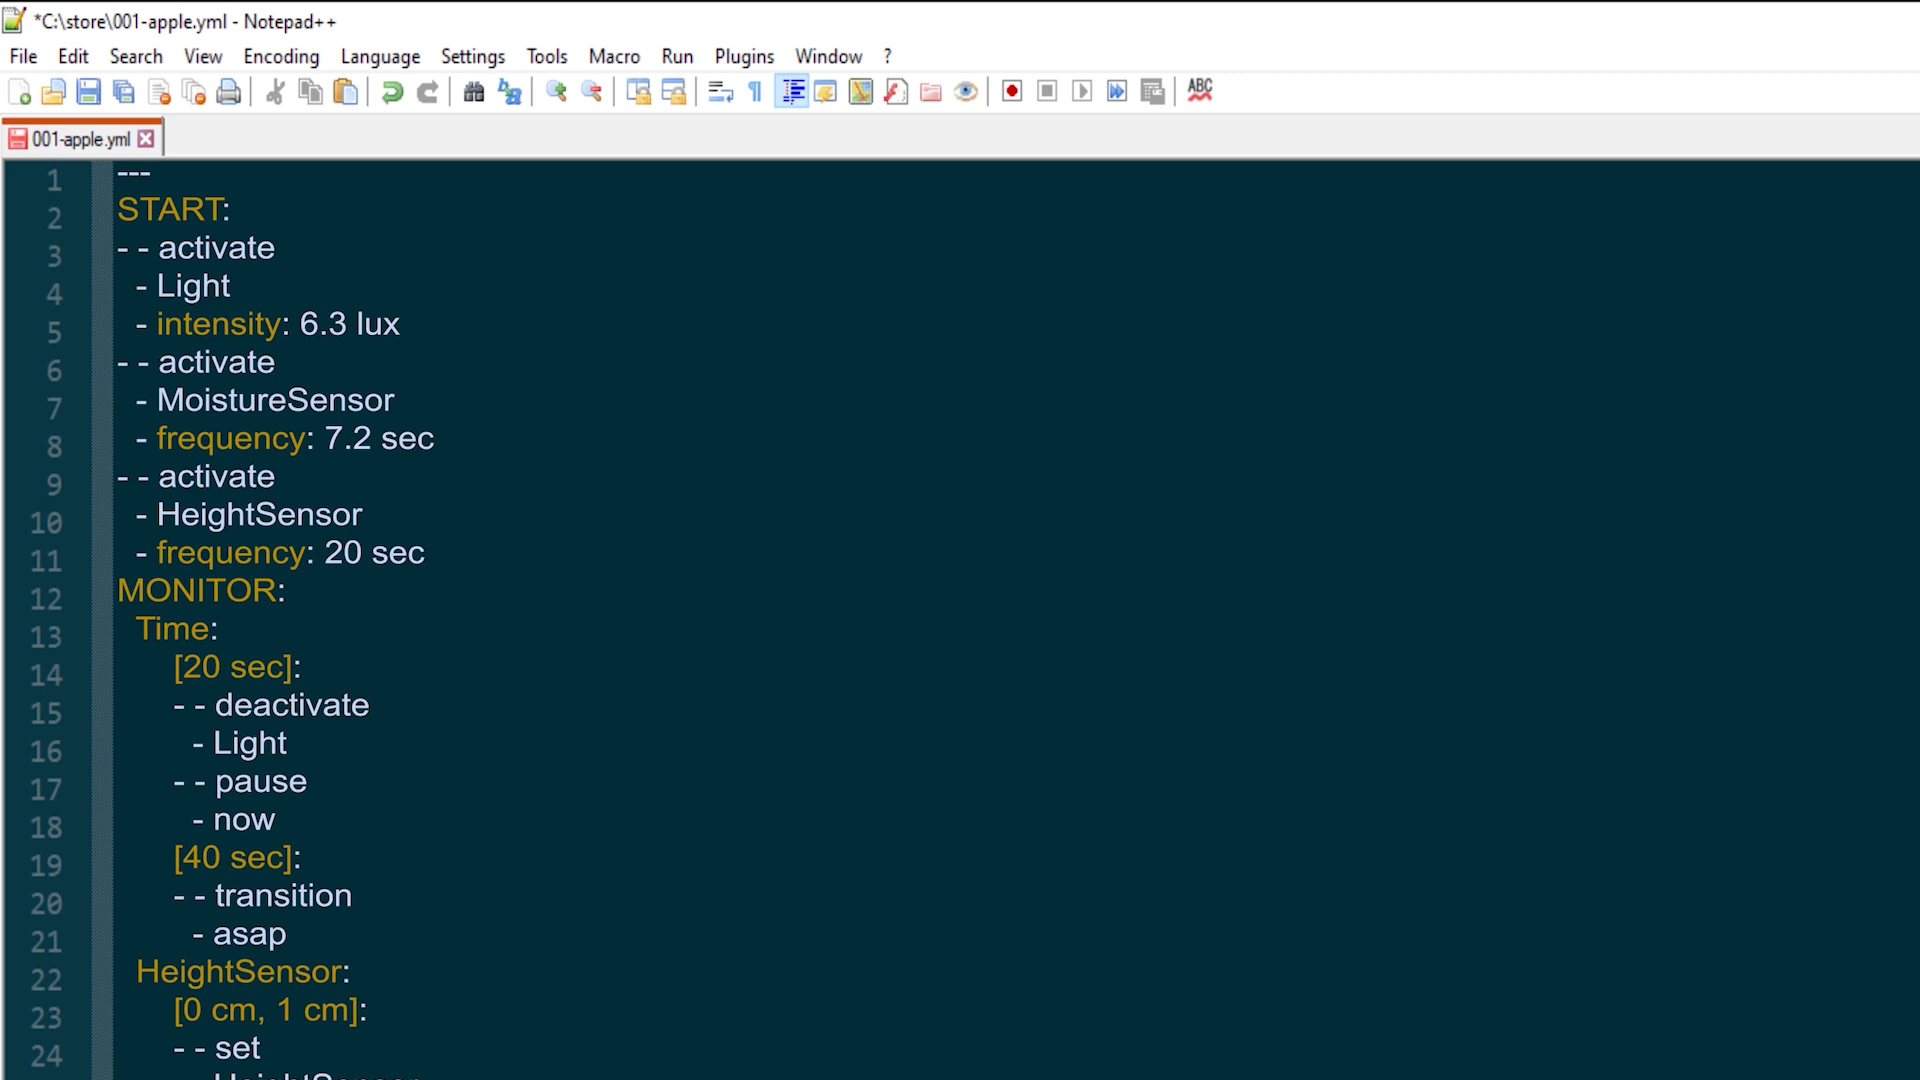 *C:\store\001-apple.yml - Notepad++
File Edit Search View Encoding Language Settings Tools Macro Run Plugins Window ?
ABC
001-apple.yml
1 ---
2 START:
3 - - activate
4 - Light
5 - intensity: 6.3 lux
6 - - activate
7 - MoistureSensor
8 - frequency: 7.2 sec
9 - - activate
10 - HeightSensor
11 - frequency: 20 sec
12 MONITOR:
13 Time:
14 [20 sec]:
15 - - deactivate
16 - Light
17 - - pause
18 - now
19 [40 sec]:
20 - - transition
21 - asap
22 HeightSensor:
23 [0 cm, 1 cm]:
24 - - set